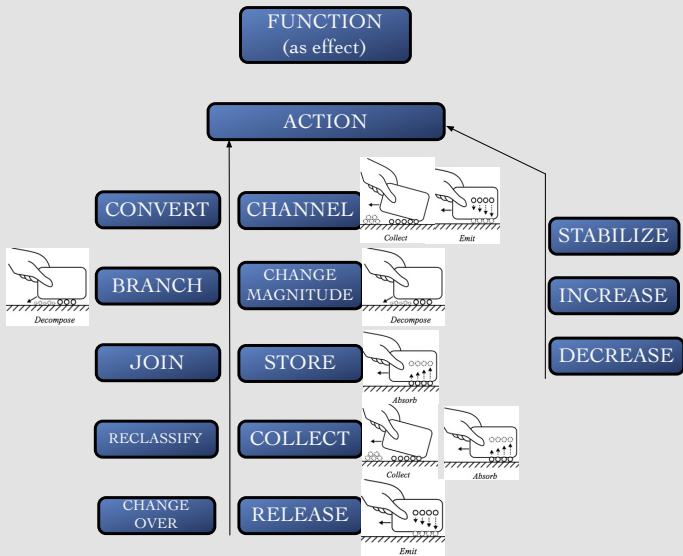 FUNCTION
(as effect)
ACTION
CONVERT
CHANNEL
Collect
Emit
STABILIZE
BRANCH
Decompose
CHANGE
MAGNITUDE
Decompose
INCREASE
JOIN
STORE
Absorb
DECREASE
RECLASSIFY
COLLECT
Collect
Absorb
CHANGE
OVER
RELEASE
Emit